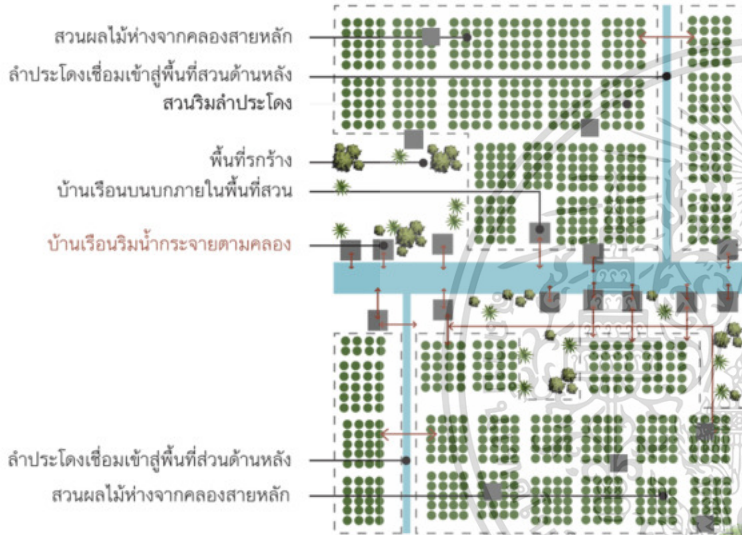 สวนผลไม้ห่างจากคลองสายหลัก
ลำประโดงเชื่อมเข้าสู่พื้นที่สวนด้านหลัง
สวนริมลำประโดง
พื้นที่รกร้าง
บ้านเรือนบนบกภายในพื้นที่สวน
บ้านเรือนริมน้ำกระจายตามคลอง
ลำประโดงเชื่อมเข้าสู่พื้นที่ส่วนด้านหลัง
สวนผลไม้ห่างจากคลองสายหลัก